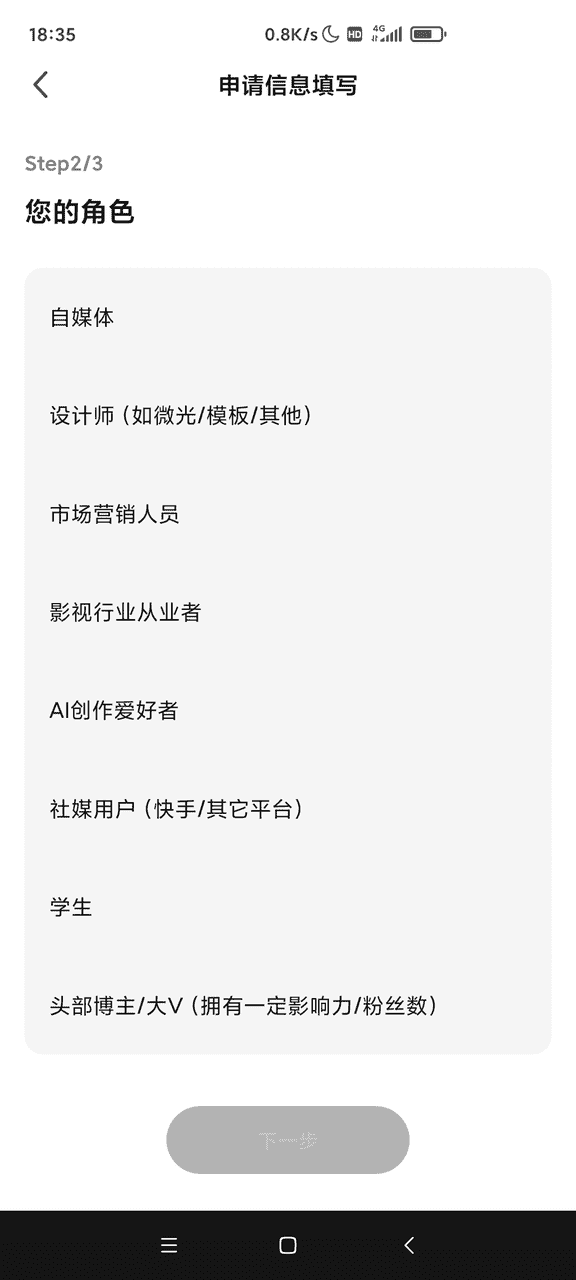 18:35 0.8K/s HD 4G
申请信息填写
Step2/3
您的角色
自媒体
设计师（如微光/模板/其他）
市场营销人员
影视行业从业者
AI创作爱好者
社媒用户（快手/其它平台）
学生
头部博主/大V（拥有一定影响力/粉丝数）
下一步